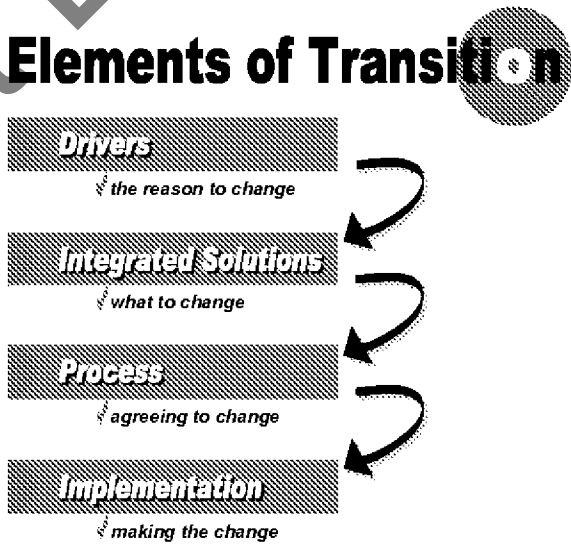 Elements of Transition
Drivers
the reason to change
Integrated Solutions
what to change
Process
agreeing to change
Implementation
making the change